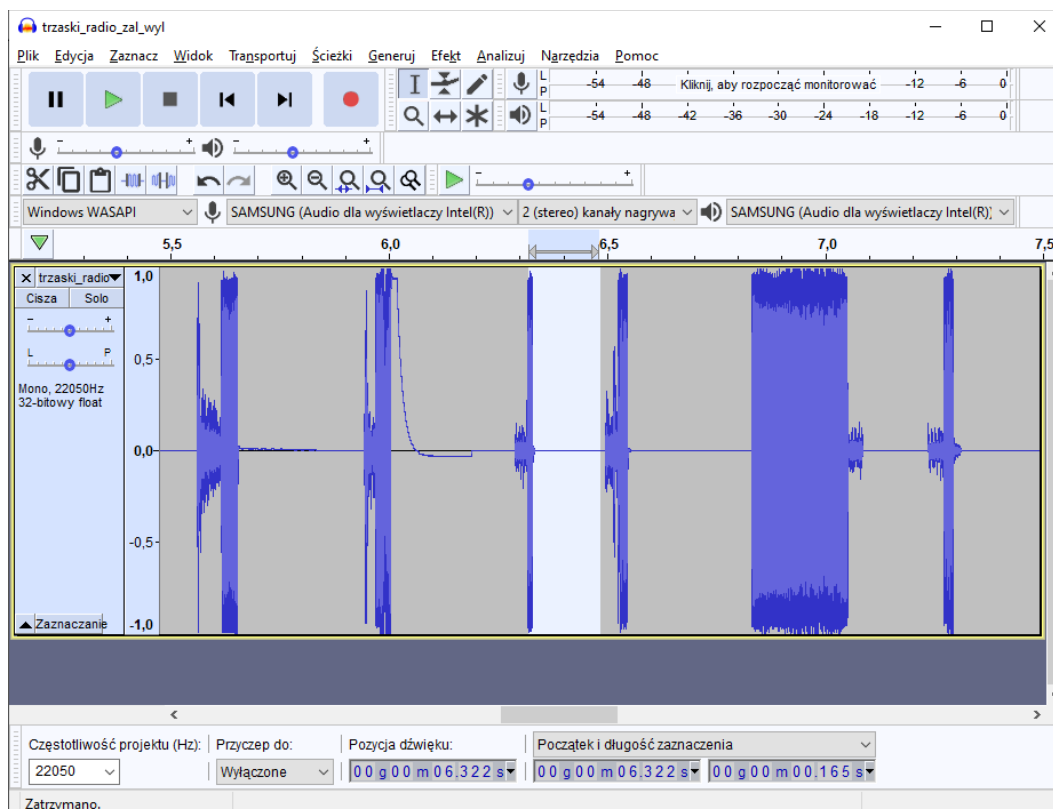 trzaski_radio_zal_wyl
Plik Edycja Zaznacz Widok Transportuj Ścieżki Generuj Efekt Analizuj Narzędzia Pomoc
L P -54 -48 Kliknij, aby rozpocząć monitorować -12 -6 0
L P -54 -48 -42 -36 -30 -24 -18 -12 -6 0
- + - +
- +
Windows WASAPI SAMSUNG (Audio dla wyświetlaczy Intel(R)) 2 (stereo) kanały nagrywa SAMSUNG (Audio dla wyświetlaczy Intel(R))
5,5 6,0 6,5 7,0 7,5
trzaski_radio 1,0
Cisza Solo
- +
L P 0,5
Mono, 22050Hz
32-bitowy float
0,0
-0,5
Zaznaczanie -1,0
Częstotliwość projektu (Hz): Przyczep do: Pozycja dźwięku: Początek i długość zaznaczenia
22050 Wyłączone 00 g 00 m 06.322 s 00 g 00 m 06.322 s 00 g 00 m 00.165 s
Zatrzymano.